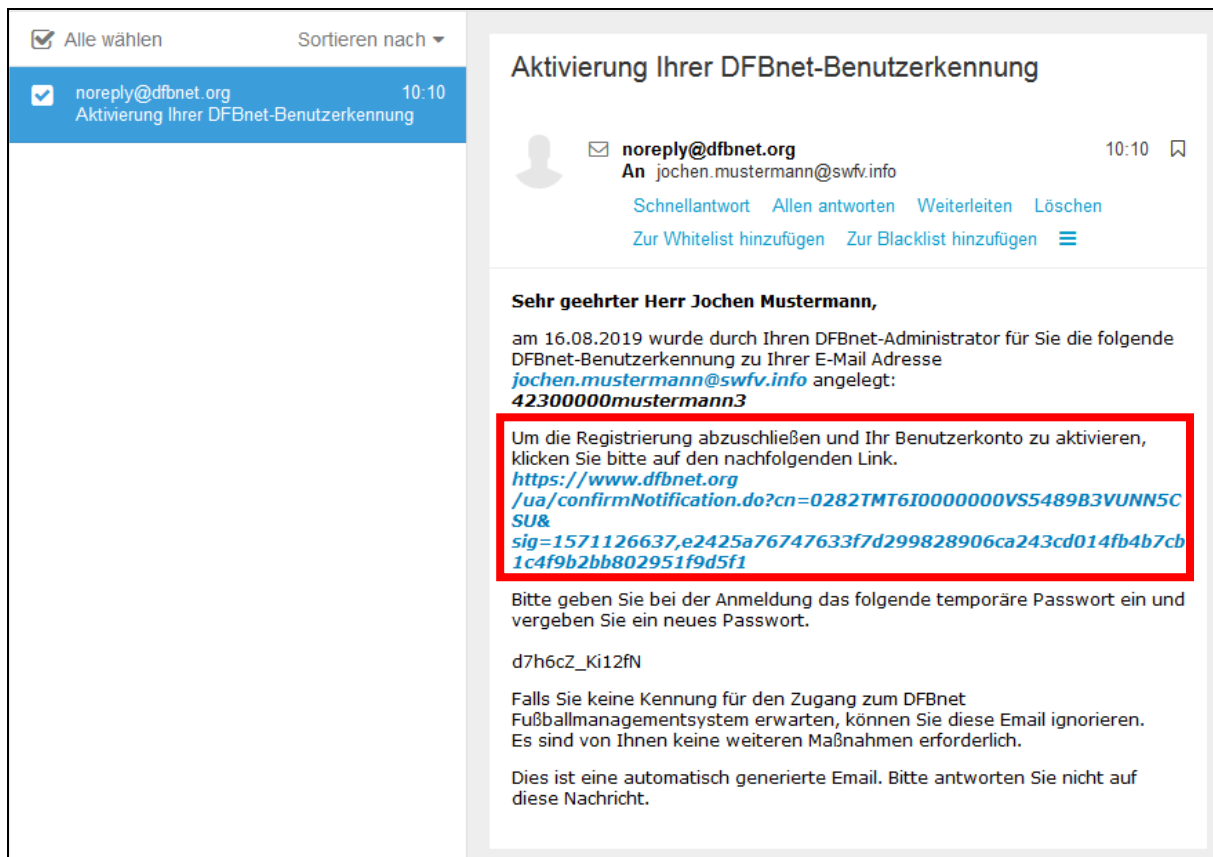 Alle wählen
Sortieren nach
noreply@dfbnet.org 10:10
Aktivierung Ihrer DFBnet-Benutzerkennung
Aktivierung Ihrer DFBnet-Benutzerkennung
noreply@dfbnet.org 10:10
An jochen.mustermann@swfv.info
Schnellantwort Allen antworten Weiterleiten Löschen
Zur Whitelist hinzufügen Zur Blacklist hinzufügen
Sehr geehrter Herr Jochen Mustermann,
am 16.08.2019 wurde durch Ihren DFBnet-Administrator für Sie die folgende
DFBnet-Benutzerkennung zu Ihrer E-Mail Adresse
jochen.mustermann@swfv.info angelegt:
42300000mustermann3
Um die Registrierung abzuschließen und Ihr Benutzerkonto zu aktivieren,
klicken Sie bitte auf den nachfolgenden Link.
https://www.dfbnet.org
/ua/confirmNotification.do?cn=0282TMT6I0000000VS5489B3VUNN5C
SU&
sig=1571126637,e2425a76747633f7d299828906ca243cd014fb4b7cb
1c4f9b2bb802951f9d5f1
Bitte geben Sie bei der Anmeldung das folgende temporäre Passwort ein und
vergeben Sie ein neues Passwort.
d7h6cZ_Ki12fN
Falls Sie keine Kennung für den Zugang zum DFBnet
Fußballmanagementsystem erwarten, können Sie diese Email ignorieren.
Es sind von Ihnen keine weiteren Maßnahmen erforderlich.
Dies ist eine automatisch generierte Email. Bitte antworten Sie nicht auf
diese Nachricht.